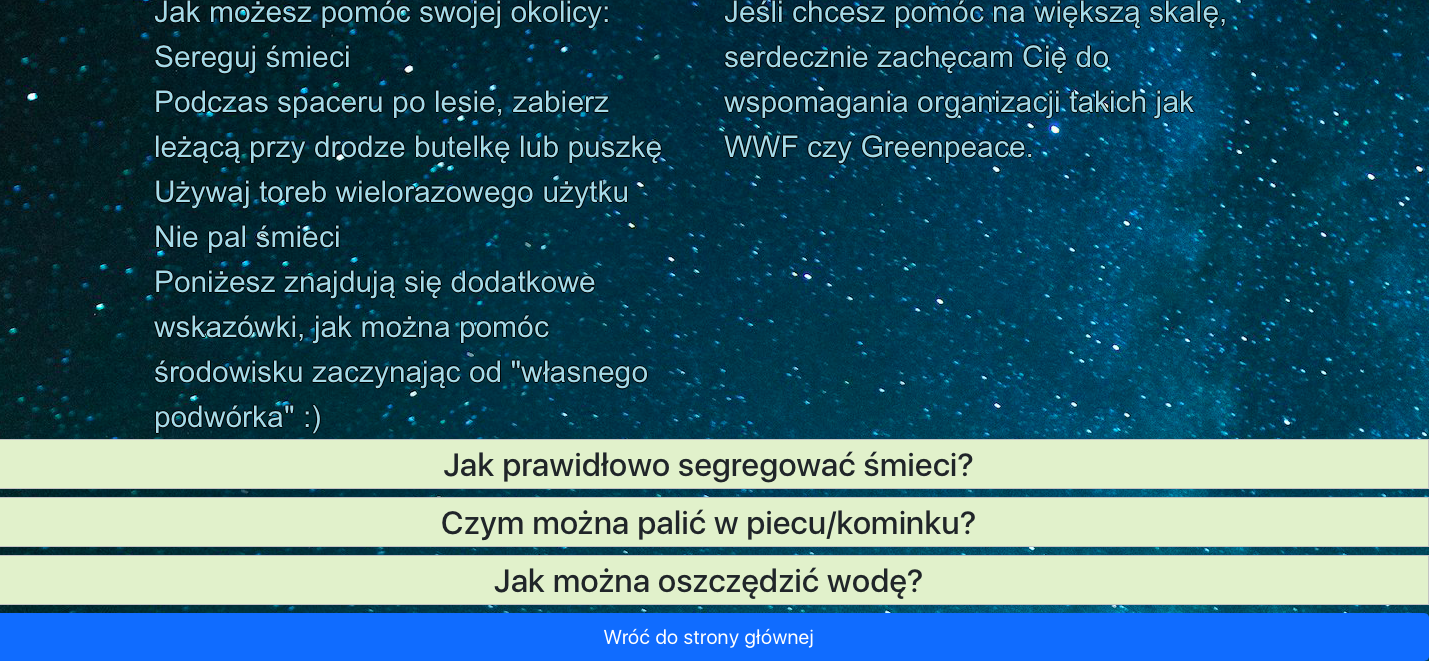 Jak możesz pomóc swojej okolicy:
Sereguj śmieci
Podczas spaceru po lesie, zabierz
leżącą przy drodze butelkę lub puszkę
Używaj toreb wielorazowego użytku
Nie pal śmieci
Poniżesz znajdują się dodatkowe
wskazówki, jak można pomóc
środowisku zaczynając od "własnego
podwórka" :)
Jeśli chcesz pomóc na większą skalę,
serdecznie zachęcam Cię do
wspomagania organizacji takich jak
WWF czy Greenpeace.
Jak prawidłowo segregować śmieci?
Czym można palić w piecu/kominku?
Jak można oszczędzić wodę?
Wróć do strony głównej